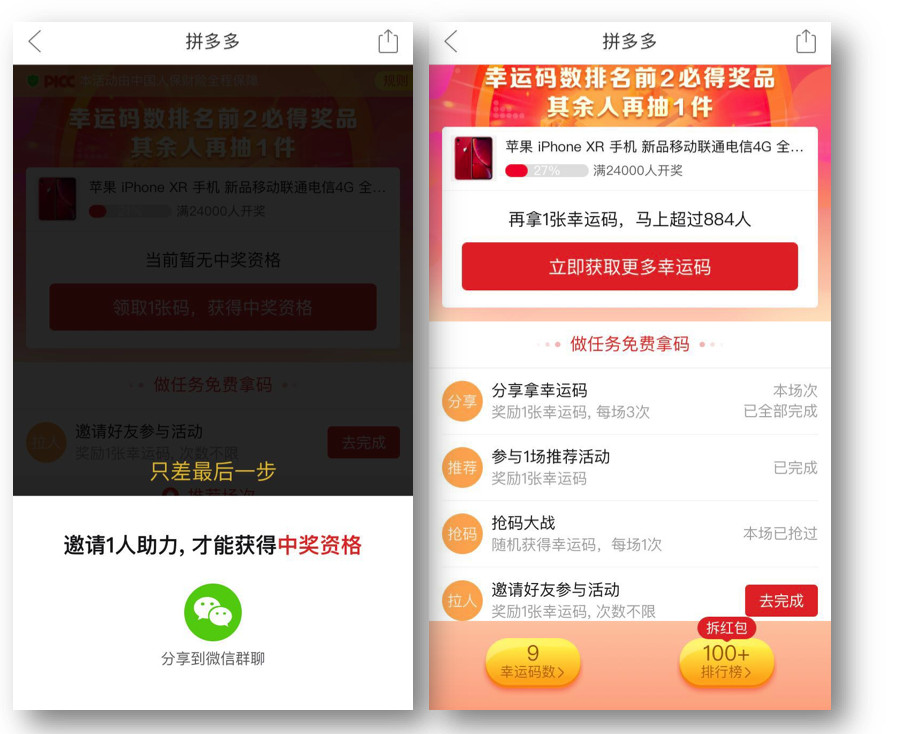 拼多多
PICC 本活动由中国人保财险全程保障
规则
幸运码数排名前2必得奖品
其余人再抽1件
苹果 iPhone XR 手机 新品移动联通电信4G 全...
满24000人开奖
当前暂无中奖资格
领取1张码，获得中奖资格
做任务免费拿码
拉人
邀请好友参与活动
奖励1张幸运码, 次数不限
去完成
只差最后一步
推荐场次
邀请1人助力, 才能获得中奖资格
分享到微信群聊
拼多多
幸运码数排名前2必得奖品
其余人再抽1件
苹果 iPhone XR 手机 新品移动联通电信4G 全...
27% 满24000人开奖
再拿1张幸运码，马上超过884人
立即获取更多幸运码
做任务免费拿码
分享
分享拿幸运码
奖励1张幸运码, 每场3次
本场次
已全部完成
推荐
参与1场推荐活动
奖励1张幸运码
已完成
抢码
抢码大战
随机获得幸运码，每场1次
本场已抢过
拉人
邀请好友参与活动
奖励1张幸运码, 次数不限
去完成
拆红包
9
幸运码数>
100+
排行榜>